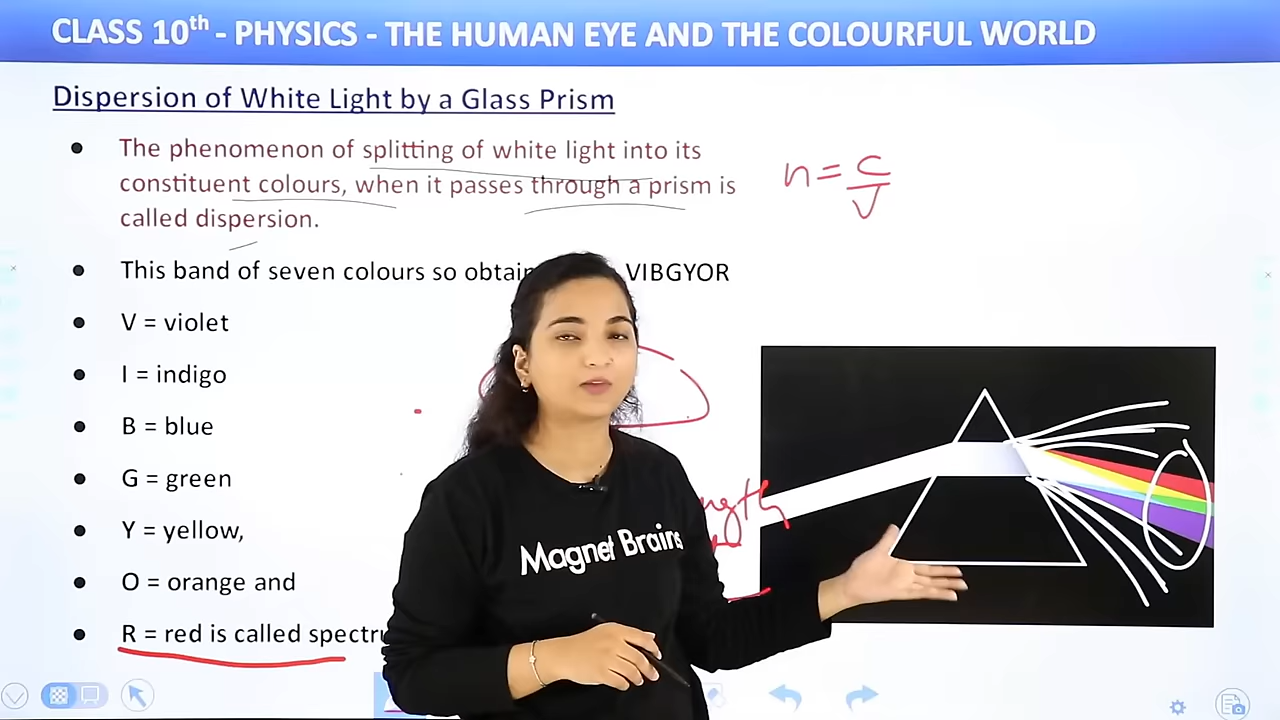 CLASS 10th - PHYSICS - THE HUMAN EYE AND THE COLOURFUL WORLD
Dispersion of White Light by a Glass Prism
• The phenomenon of splitting of white light into its
constituent colours, when it passes through a prism is
called dispersion.
n = c/v
• This band of seven colours so VIBGYOR
• V = violet
• I = indigo
• B = blue
• G = green
• Y = yellow,
• O = orange and
• R = red is called
Magnet Brains